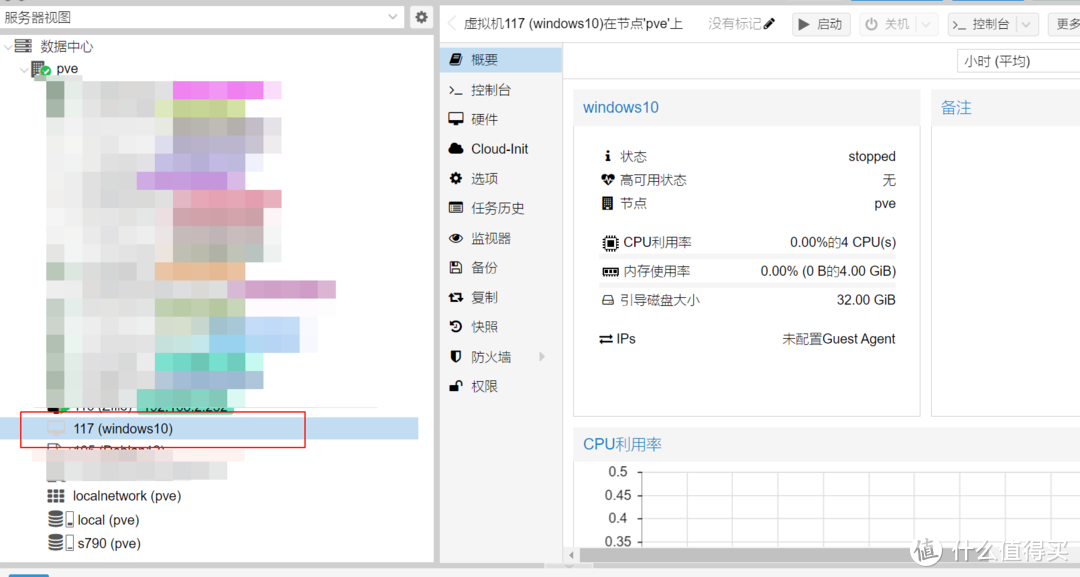 服务器视图
数据中心
pve
117 (windows10)
localnetwork (pve)
local (pve)
s790 (pve)
虚拟机117 (windows10)在节点'pve'上
没有标记
启动
关机
>_ 控制台
更多
概要
>_ 控制台
硬件
Cloud-Init
选项
任务历史
监视器
备份
复制
快照
防火墙
权限
小时 (平均)
windows10
备注
状态 stopped
高可用状态 无
节点 pve
CPU利用率 0.00%的4 CPU(s)
内存使用率 0.00% (0 B的4.00 GiB)
引导磁盘大小 32.00 GiB
IPs 未配置Guest Agent
CPU利用率
0.5
0.45
0.4
0.35
值 什么值得买